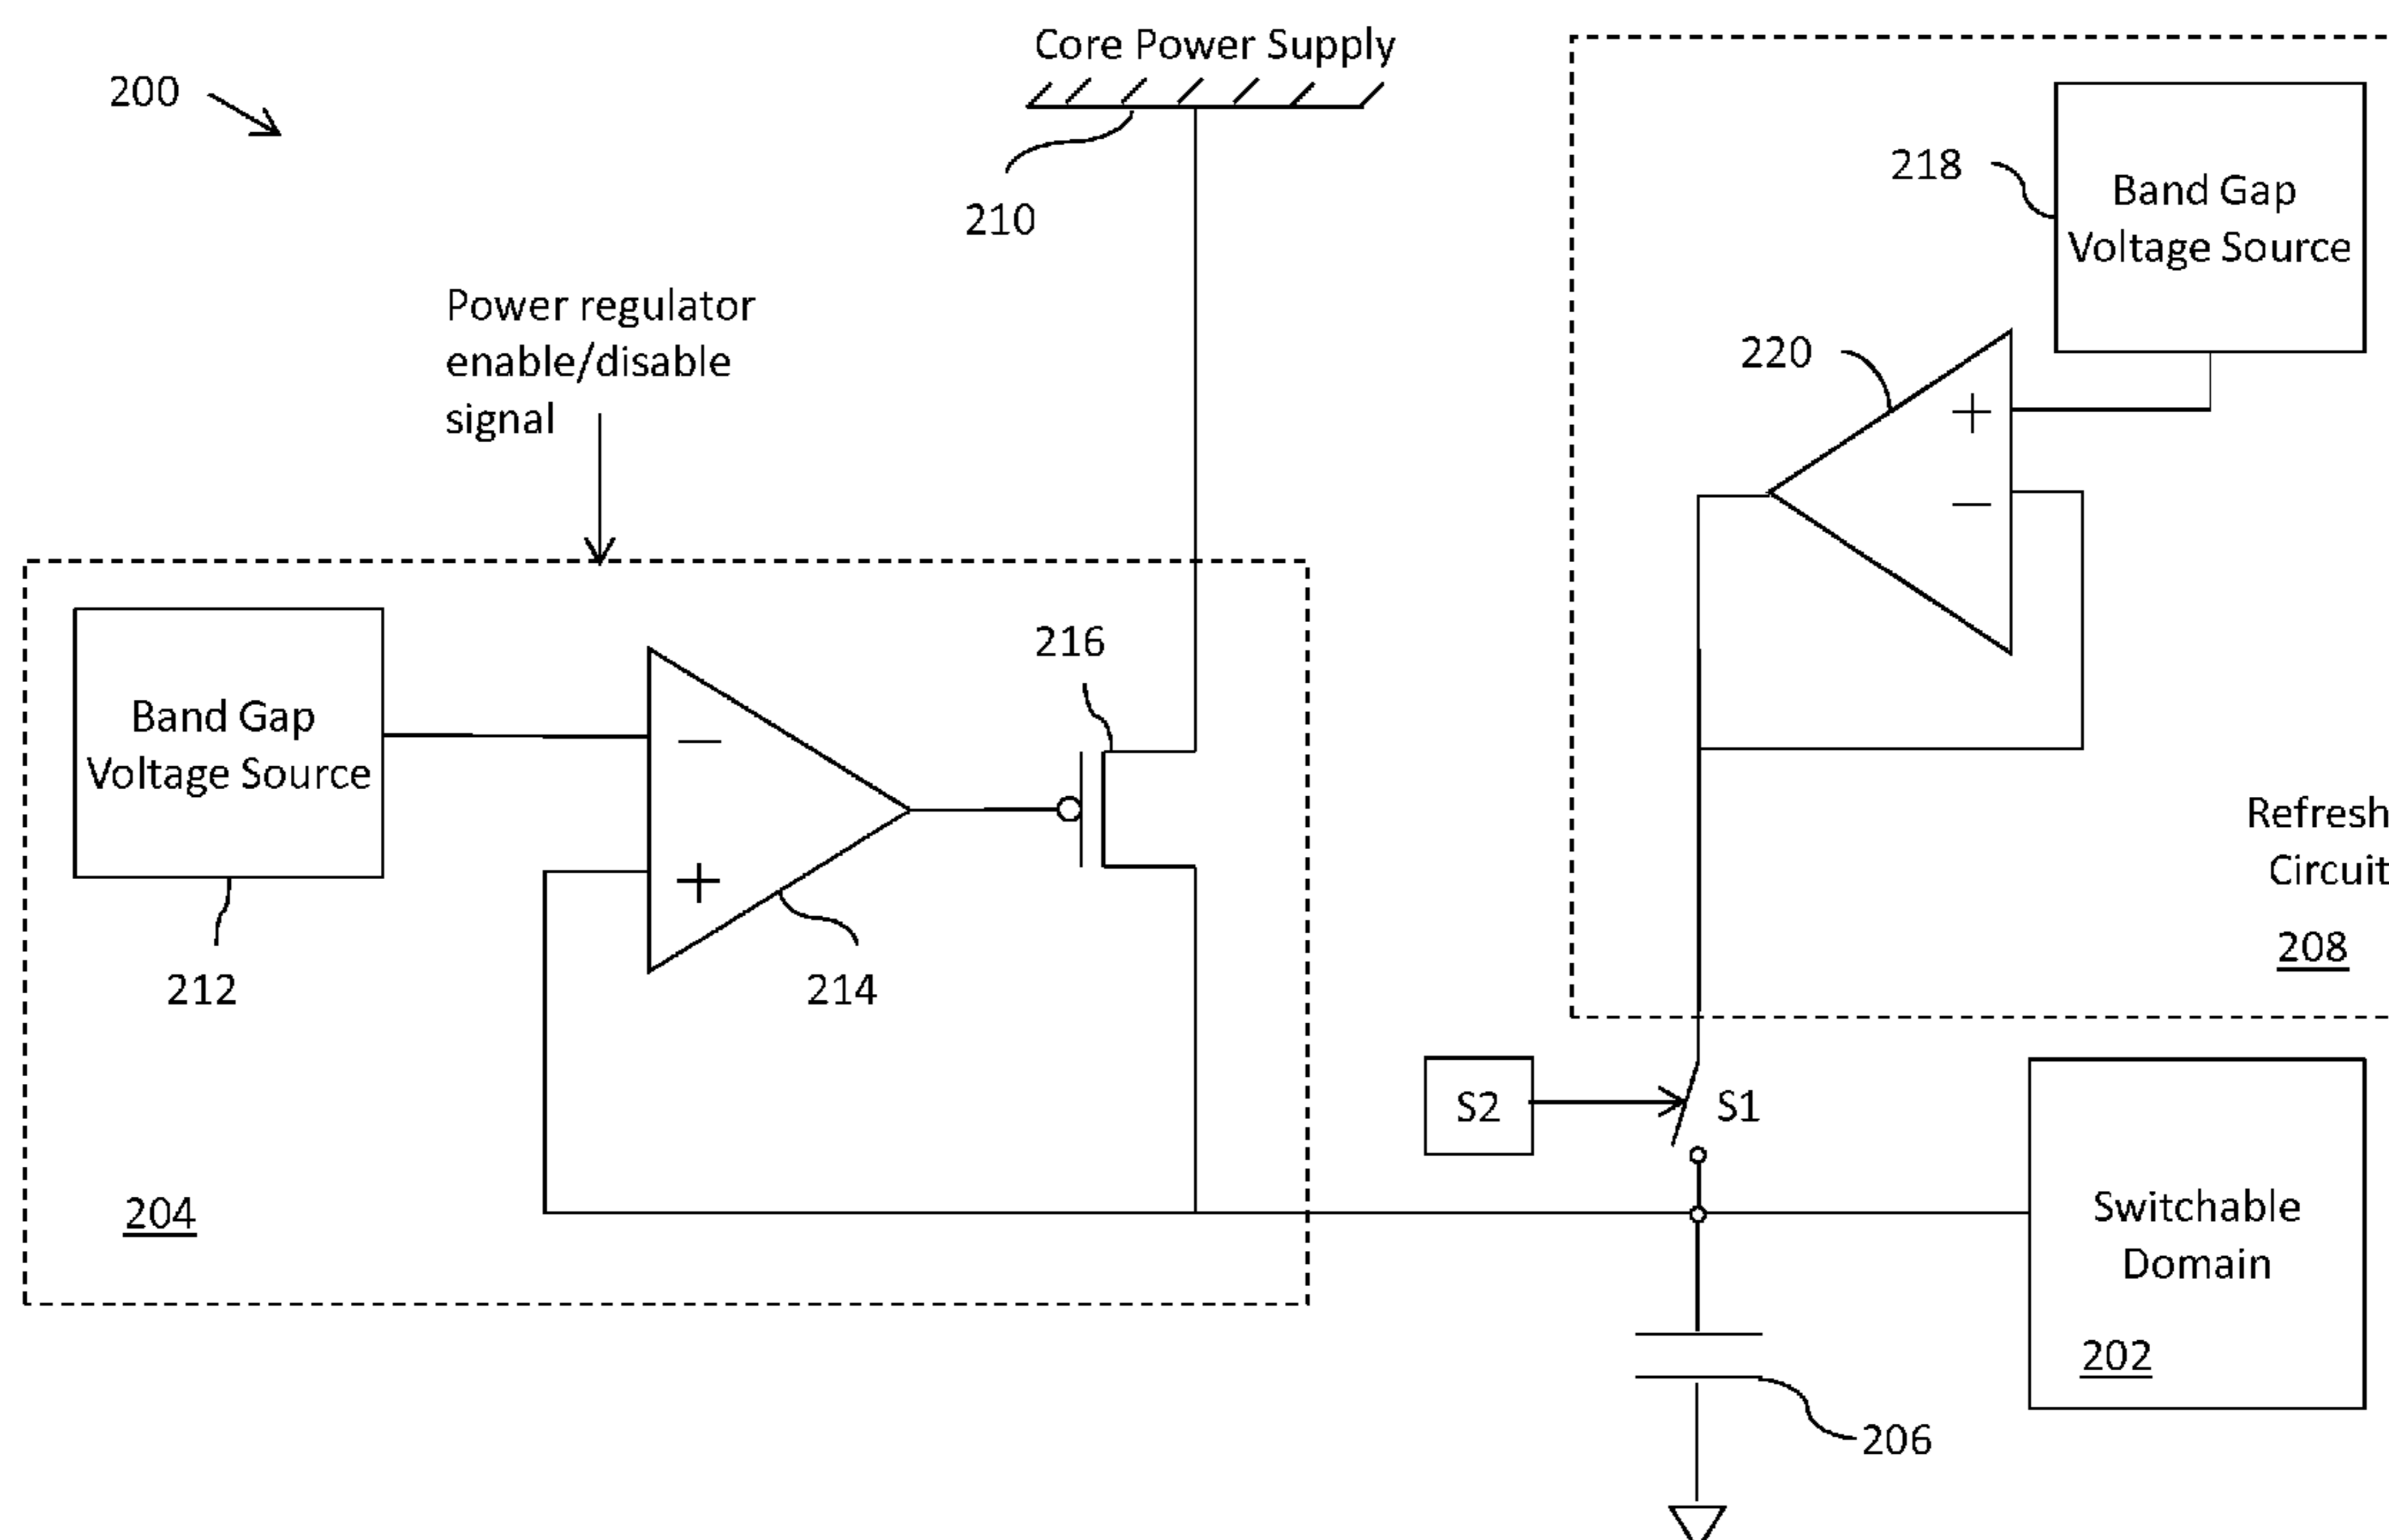 Core Power Supply
200
210
218
Band Gap
Voltage Source
Power regulator
enable/disable
signal
220
+
−
216
Band Gap
Voltage Source
−
+
212
214
Refresh
Circuit
208
S2
S1
204
Switchable
Domain
202
206